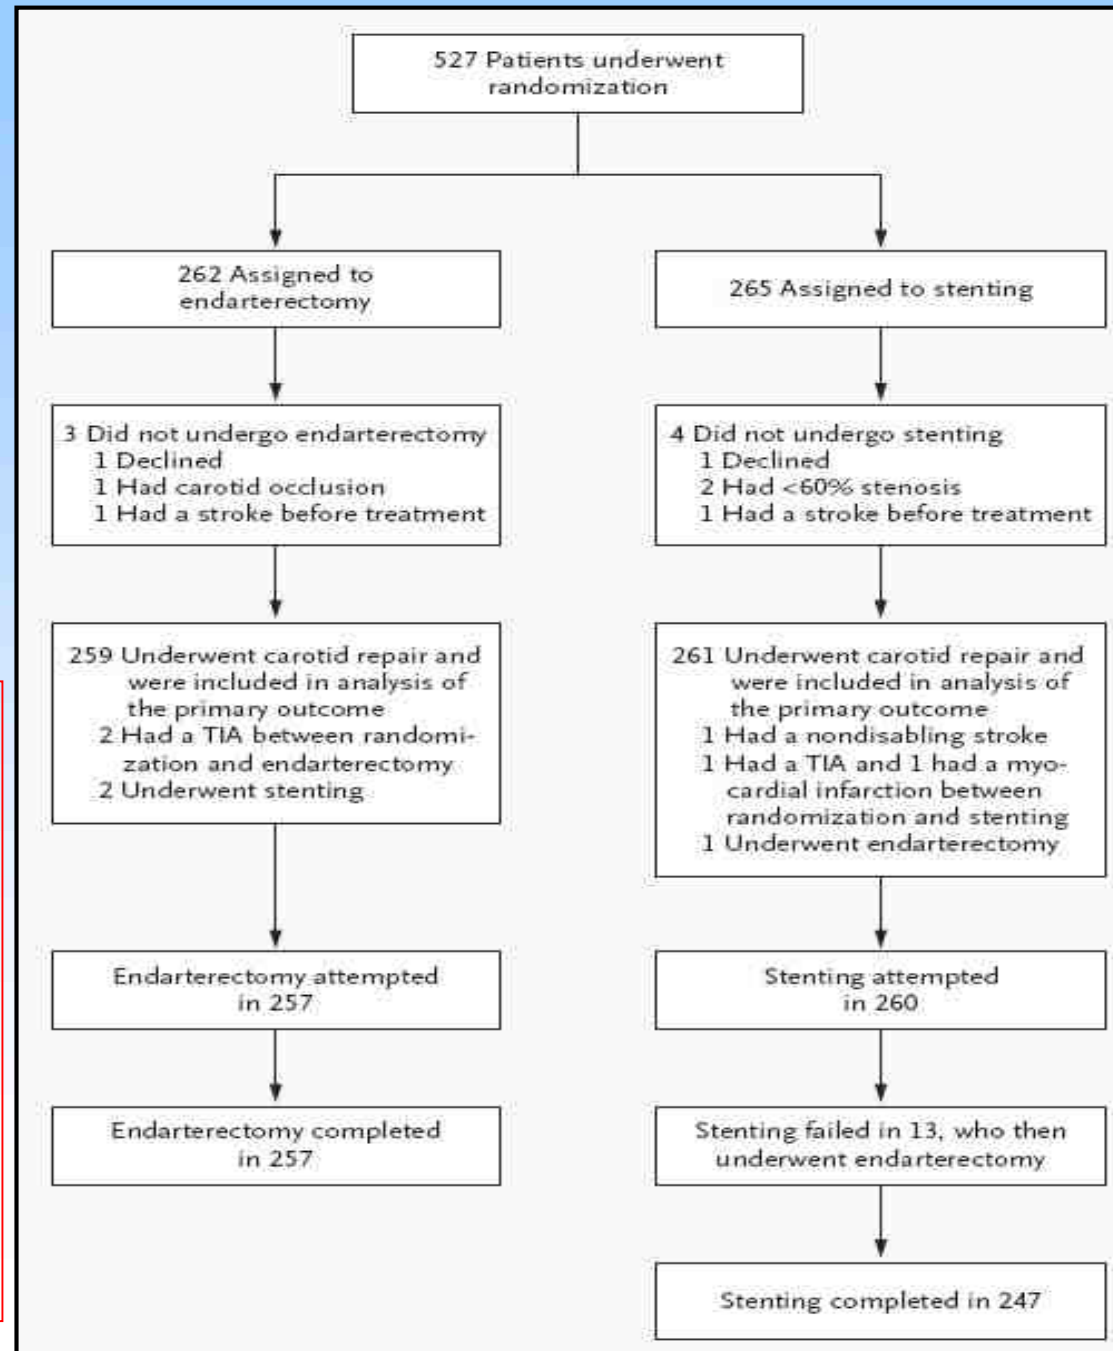 527 Patients underwent
randomization
262 Assigned to
endarterectomy
265 Assigned to stenting
3 Did not undergo endarterectomy
1 Declined
1 Had carotid occlusion
1 Had a stroke before treatment
4 Did not undergo stenting
1 Declined
2 Had <60% stenosis
1 Had a stroke before treatment
259 Underwent carotid repair and
were included in analysis of
the primary outcome
2 Had a TIA between randomi-
zation and endarterectomy
2 Underwent stenting
261 Underwent carotid repair and
were included in analysis of
the primary outcome
1 Had a nondisabling stroke
1 Had a TIA and 1 had a myo-
cardial infarction between
randomization and stenting
1 Underwent endarterectomy
Endarterectomy attempted
in 257
Stenting attempted
in 260
Endarterectomy completed
in 257
Stenting failed in 13, who then
underwent endarterectomy
Stenting completed in 247